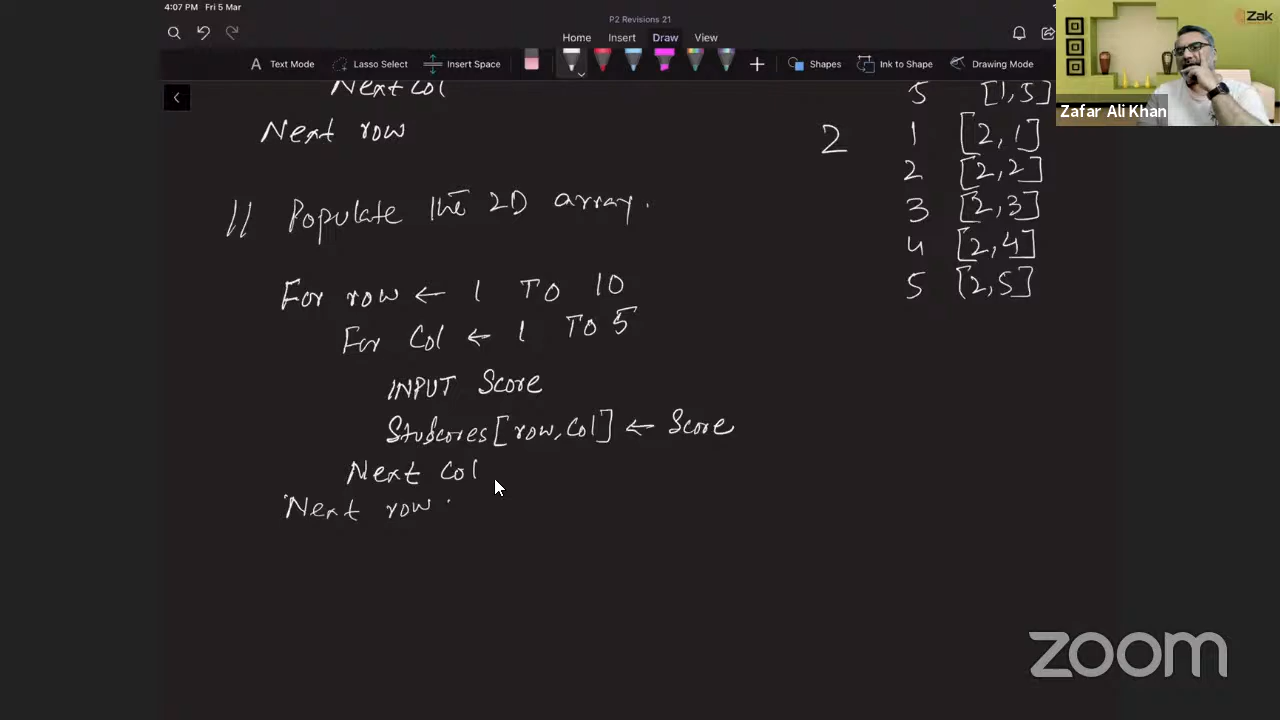 4:07 PM Fri 5 Mar
P2 Revisions 21
Home Insert Draw View
Text Mode Lasso Select Insert Space Shapes Ink to Shape Drawing Mode
Zak
Zafar Ali Khan
Next Col
Next row
// Populate the 2D array.
For row ← 1 TO 10
For Col ← 1 TO 5
INPUT Score
StuScores[row,Col] ← Score
Next Col
Next row
5 [1,5]
2 1 [2,1]
2 [2,2]
3 [2,3]
4 [2,4]
5 [2,5]
zoom